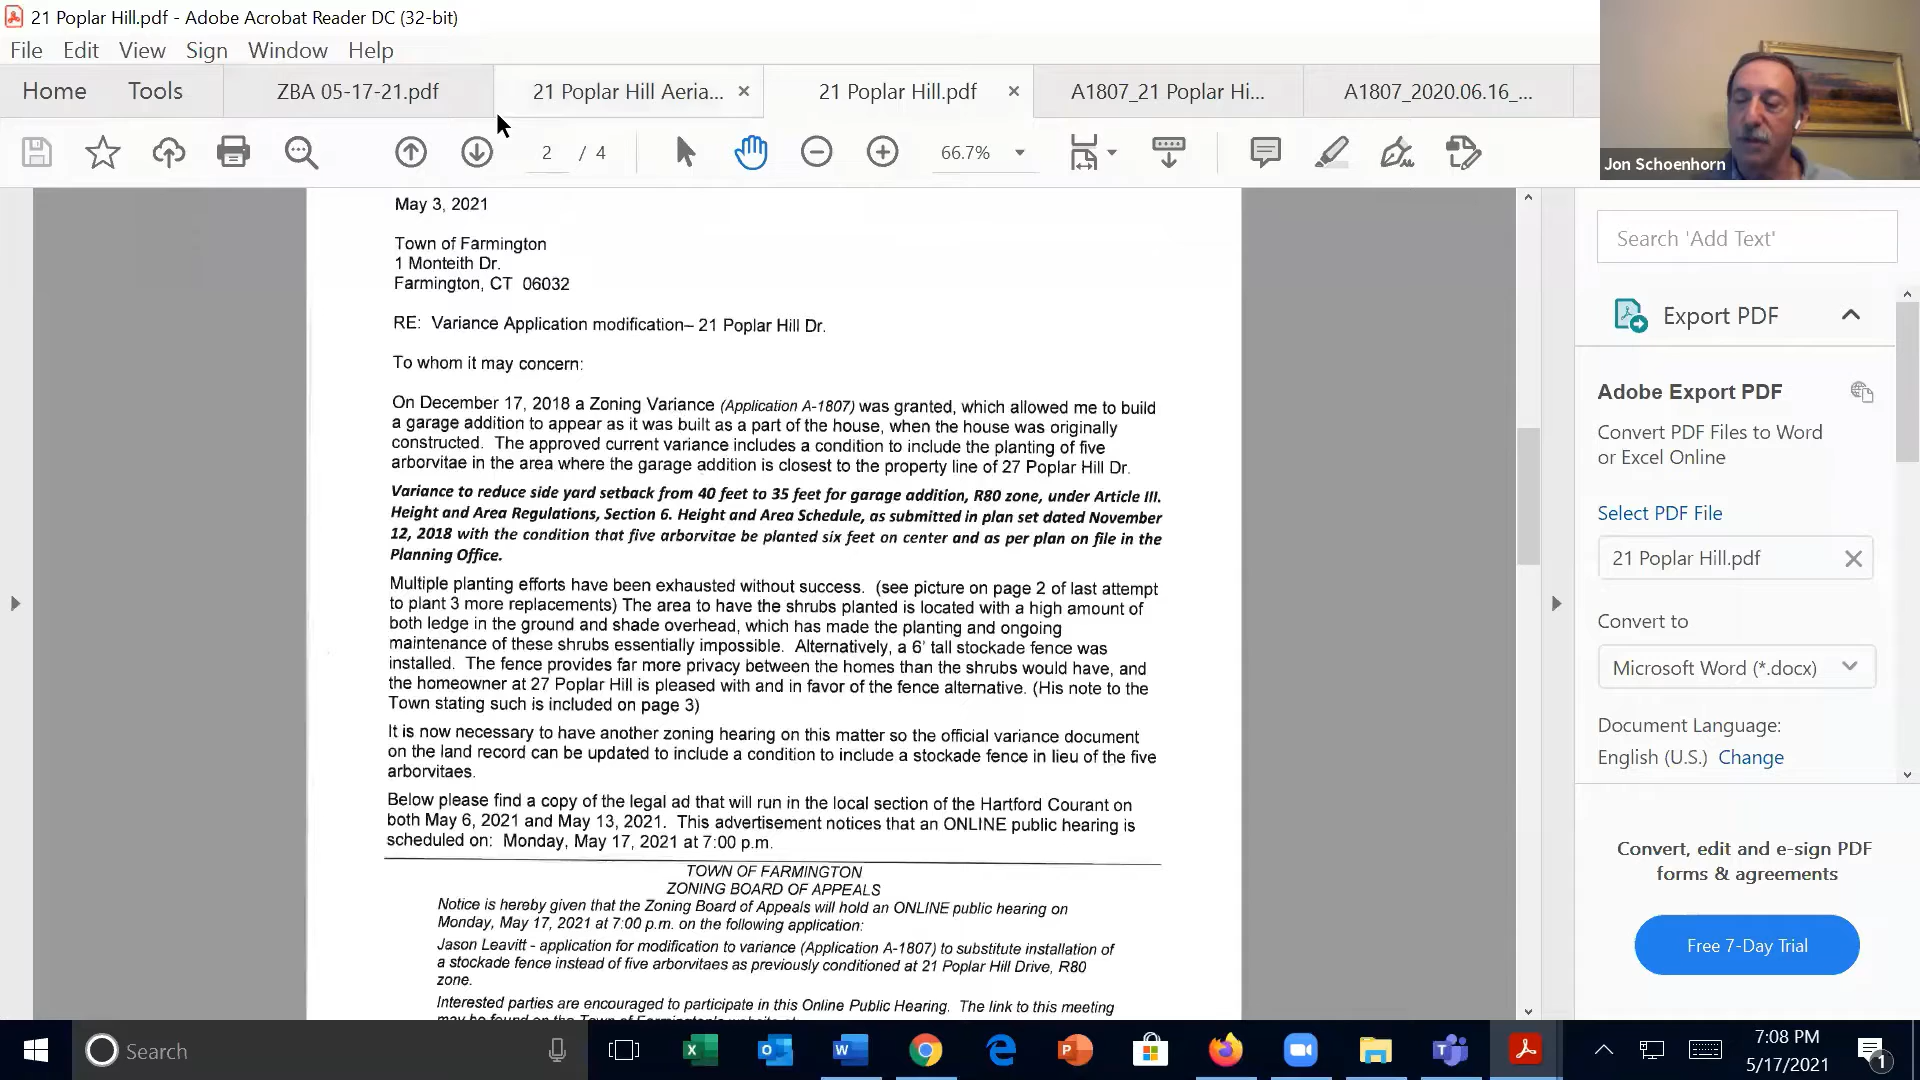 21 Poplar Hill.pdf - Adobe Acrobat Reader DC (32-bit)
File Edit View Sign Window Help
Home Tools ZBA 05-17-21.pdf 21 Poplar Hill Aeria... × 21 Poplar Hill.pdf × A1807_21 Poplar Hi... A1807_2020.06.16_...
2 / 4 66.7%
Jon Schoenhorn
May 3, 2021
Town of Farmington
1 Monteith Dr.
Farmington, CT 06032
RE: Variance Application modification– 21 Poplar Hill Dr.
To whom it may concern:
On December 17, 2018 a Zoning Variance (Application A-1807) was granted, which allowed me to build
a garage addition to appear as it was built as a part of the house, when the house was originally
constructed. The approved current variance includes a condition to include the planting of five
arborvitae in the area where the garage addition is closest to the property line of 27 Poplar Hill Dr.
Variance to reduce side yard setback from 40 feet to 35 feet for garage addition, R80 zone, under Article III.
Height and Area Regulations, Section 6. Height and Area Schedule, as submitted in plan set dated November
12, 2018 with the condition that five arborvitae be planted six feet on center and as per plan on file in the
Planning Office.
Multiple planting efforts have been exhausted without success. (see picture on page 2 of last attempt
to plant 3 more replacements) The area to have the shrubs planted is located with a high amount of
both ledge in the ground and shade overhead, which has made the planting and ongoing
maintenance of these shrubs essentially impossible. Alternatively, a 6' tall stockade fence was
installed. The fence provides far more privacy between the homes than the shrubs would have, and
the homeowner at 27 Poplar Hill is pleased with and in favor of the fence alternative. (His note to the
Town stating such is included on page 3)
It is now necessary to have another zoning hearing on this matter so the official variance document
on the land record can be updated to include a condition to include a stockade fence in lieu of the five
arborvitaes.
Below please find a copy of the legal ad that will run in the local section of the Hartford Courant on
both May 6, 2021 and May 13, 2021. This advertisement notices that an ONLINE public hearing is
scheduled on: Monday, May 17, 2021 at 7:00 p.m.
TOWN OF FARMINGTON
ZONING BOARD OF APPEALS
Notice is hereby given that the Zoning Board of Appeals will hold an ONLINE public hearing on
Monday, May 17, 2021 at 7:00 p.m. on the following application:
Jason Leavitt - application for modification to variance (Application A-1807) to substitute installation of
a stockade fence instead of five arborvitaes as previously conditioned at 21 Poplar Hill Drive, R80
zone.
Interested parties are encouraged to participate in this Online Public Hearing. The link to this meeting
may be found on the Town of Farmington's website at
Search 'Add Text'
Export PDF
Adobe Export PDF
Convert PDF Files to Word
or Excel Online
Select PDF File
21 Poplar Hill.pdf
Convert to
Microsoft Word (*.docx)
Document Language:
English (U.S.) Change
Convert, edit and e-sign PDF
forms & agreements
Free 7-Day Trial
Search
7:08 PM
5/17/2021
1